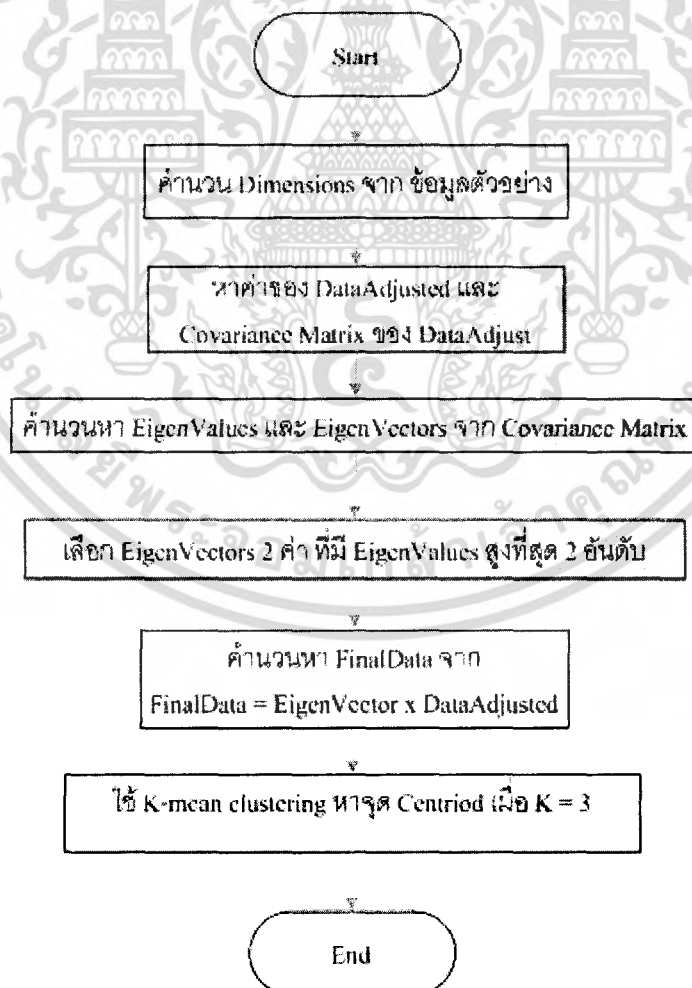 Start
คำนวน Dimensions จาก ข้อมูลตัวอย่าง
หาค่าของ DataAdjusted และ
Covariance Matrix ของ DataAdjust
คำนวนหา EigenValues และ EigenVectors จาก Covariance Matrix
เลือก EigenVectors 2 ค่า ที่มี EigenValues สูงที่สุด 2 อันดับ
คำนวนหา FinalData จาก
FinalData = EigenVector x DataAdjusted
ใช้ K-mean clustering หาจุด Centriod เมื่อ K = 3
End